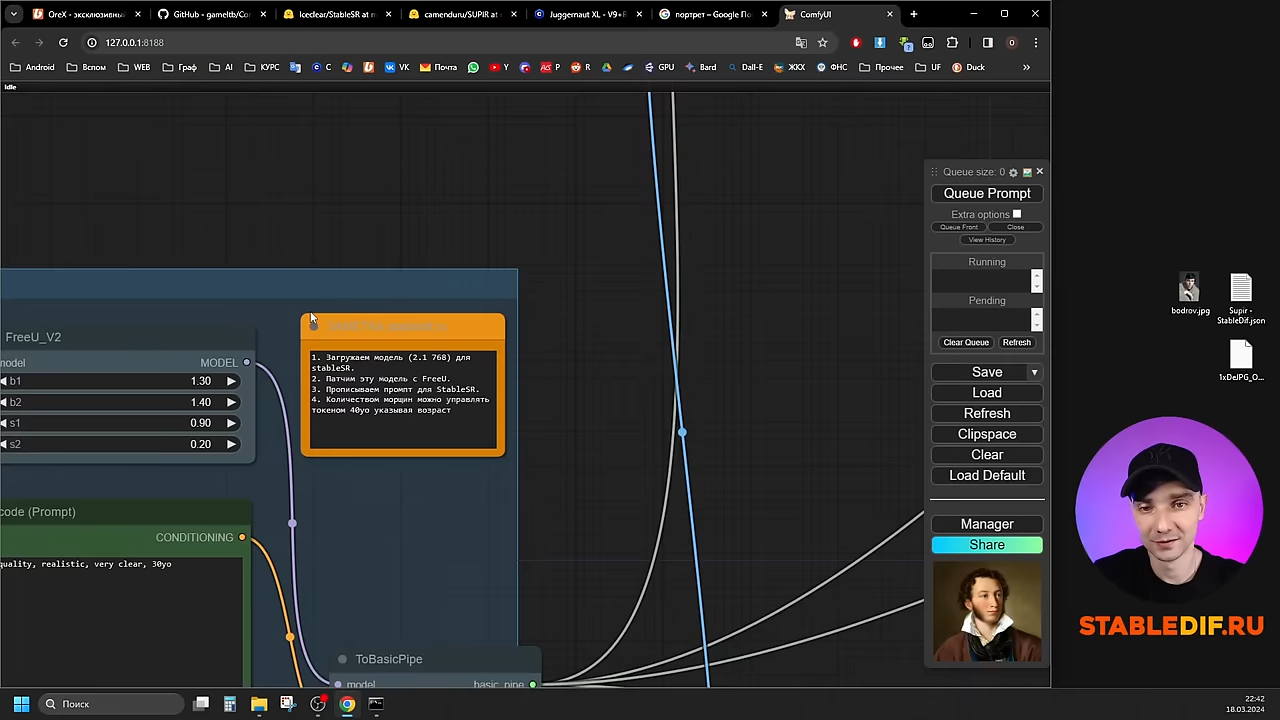 OreX - эксклюзивны
GitHub - gameltb/Con
Iceclear/StableSR at m
camenduru/SUPIR at
Juggernaut XL - V9+R
портрет – Google По
ComfyUI
127.0.0.1:8188
Android
Вспом
WEB
Граф
AI
КУРС
C
VK
Почта
Y
P
R
GPU
Bard
Dall-E
ЖКХ
ФНС
Прочее
UF
Duck
Idle
Queue size: 0
Queue Prompt
Extra options
Queue Front
Close
View History
Running
Pending
Clear Queue
Refresh
Save
Load
Refresh
Clipspace
Clear
Load Default
Manager
Share
FreeU_V2
model
MODEL
b1 1.30
b2 1.40
s1 0.90
s2 0.20
1. Загружаем модель (2.1 768) для
stableSR.
2. Патчим эту модель с FreeU.
3. Прописываем промпт для StableSR.
4. Количеством морщин можно управлять
токеном 40yo указывая возраст
code (Prompt)
CONDITIONING
quality, realistic, very clear, 30yo
ToBasicPipe
model
basic_pipe
bodrov.jpg
Supir -
StableDif.json
1xDeJPG_O...
STABLEDIF.RU
Поиск
22:42
18.03.2024